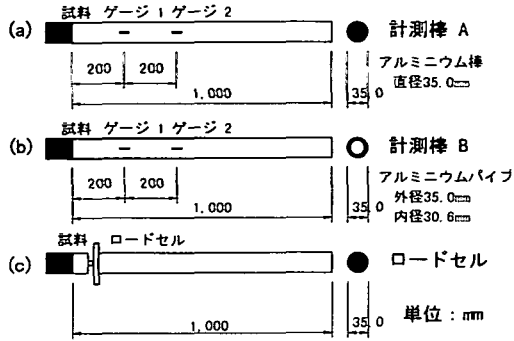 試料 ゲージ 1 ゲージ 2
(a)
計測棒 A
アルミニウム棒
直径35.0mm
200
200
1,000
35.0
試料 ゲージ 1 ゲージ 2
(b)
計測棒 B
アルミニウムパイプ
外径35.0mm
内径30.6mm
200
200
1,000
35.0
試料 ロードセル
(c)
ロードセル
1,000
35.0
単位：mm